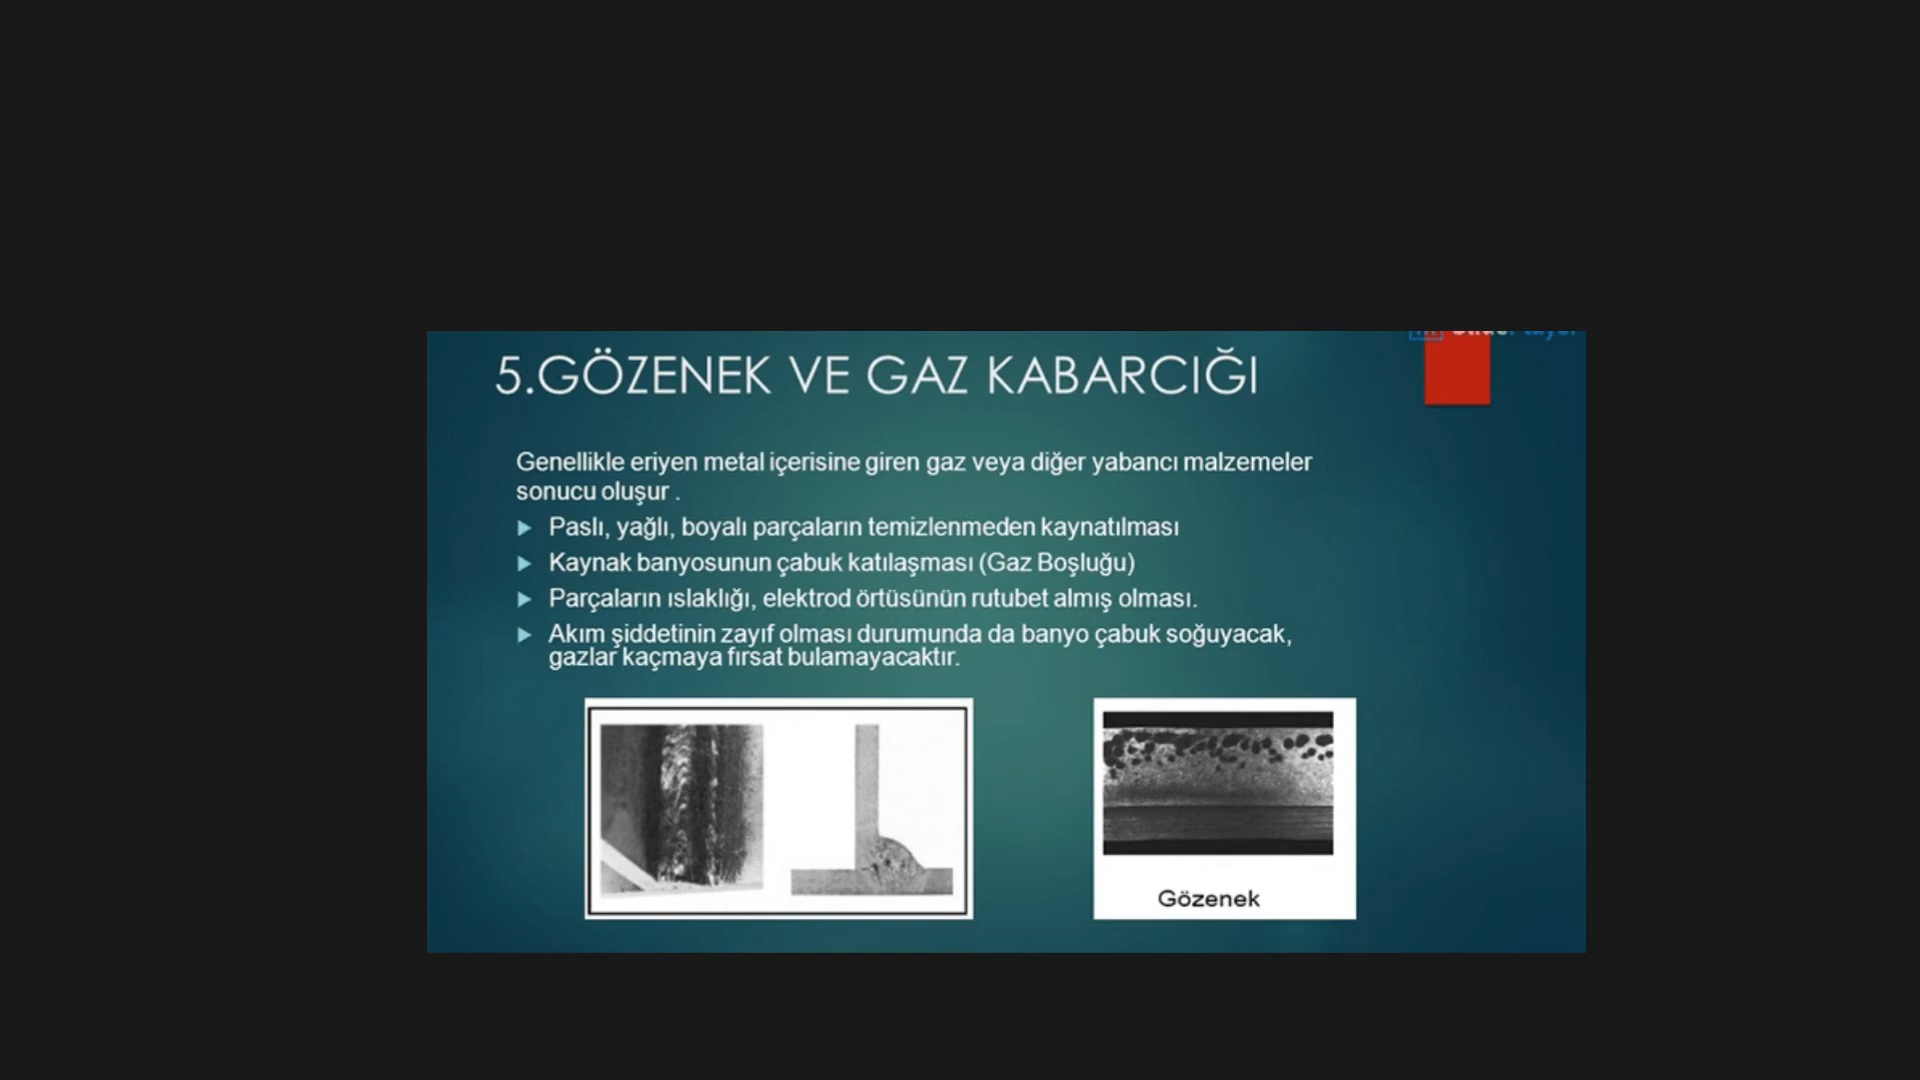 5.GÖZENEK VE GAZ KABARCIĞI
Genellikle eriyen metal içerisine giren gaz veya diğer yabancı malzemeler
sonucu oluşur .
Paslı, yağlı, boyalı parçaların temizlenmeden kaynatılması
Kaynak banyosunun çabuk katılaşması (Gaz Boşluğu)
Parçaların ıslaklığı, elektrod örtüsünün rutubet almış olması.
Akım şiddetinin zayıf olması durumunda da banyo çabuk soğuyacak,
gazlar kaçmaya fırsat bulamayacaktır.
Gözenek